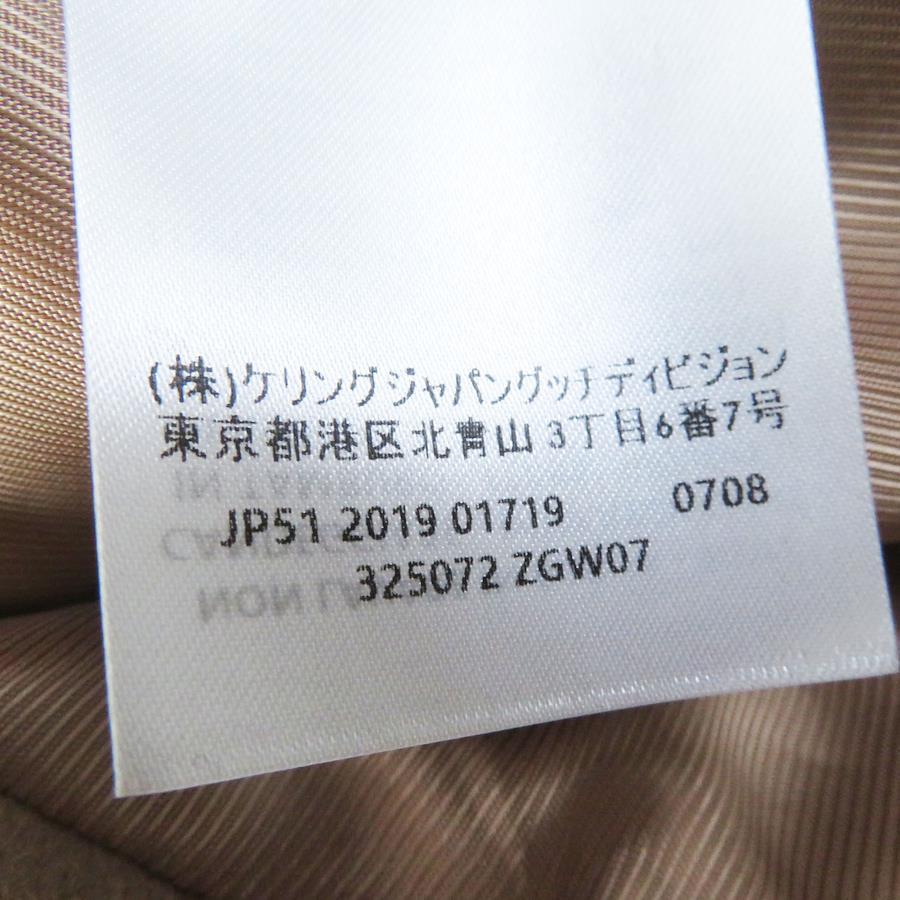 (株)ケリングジャパングッチディビジョン
東京都港区北青山3丁目6番7号
JP51 2019 01719 0708
325072 ZGW07